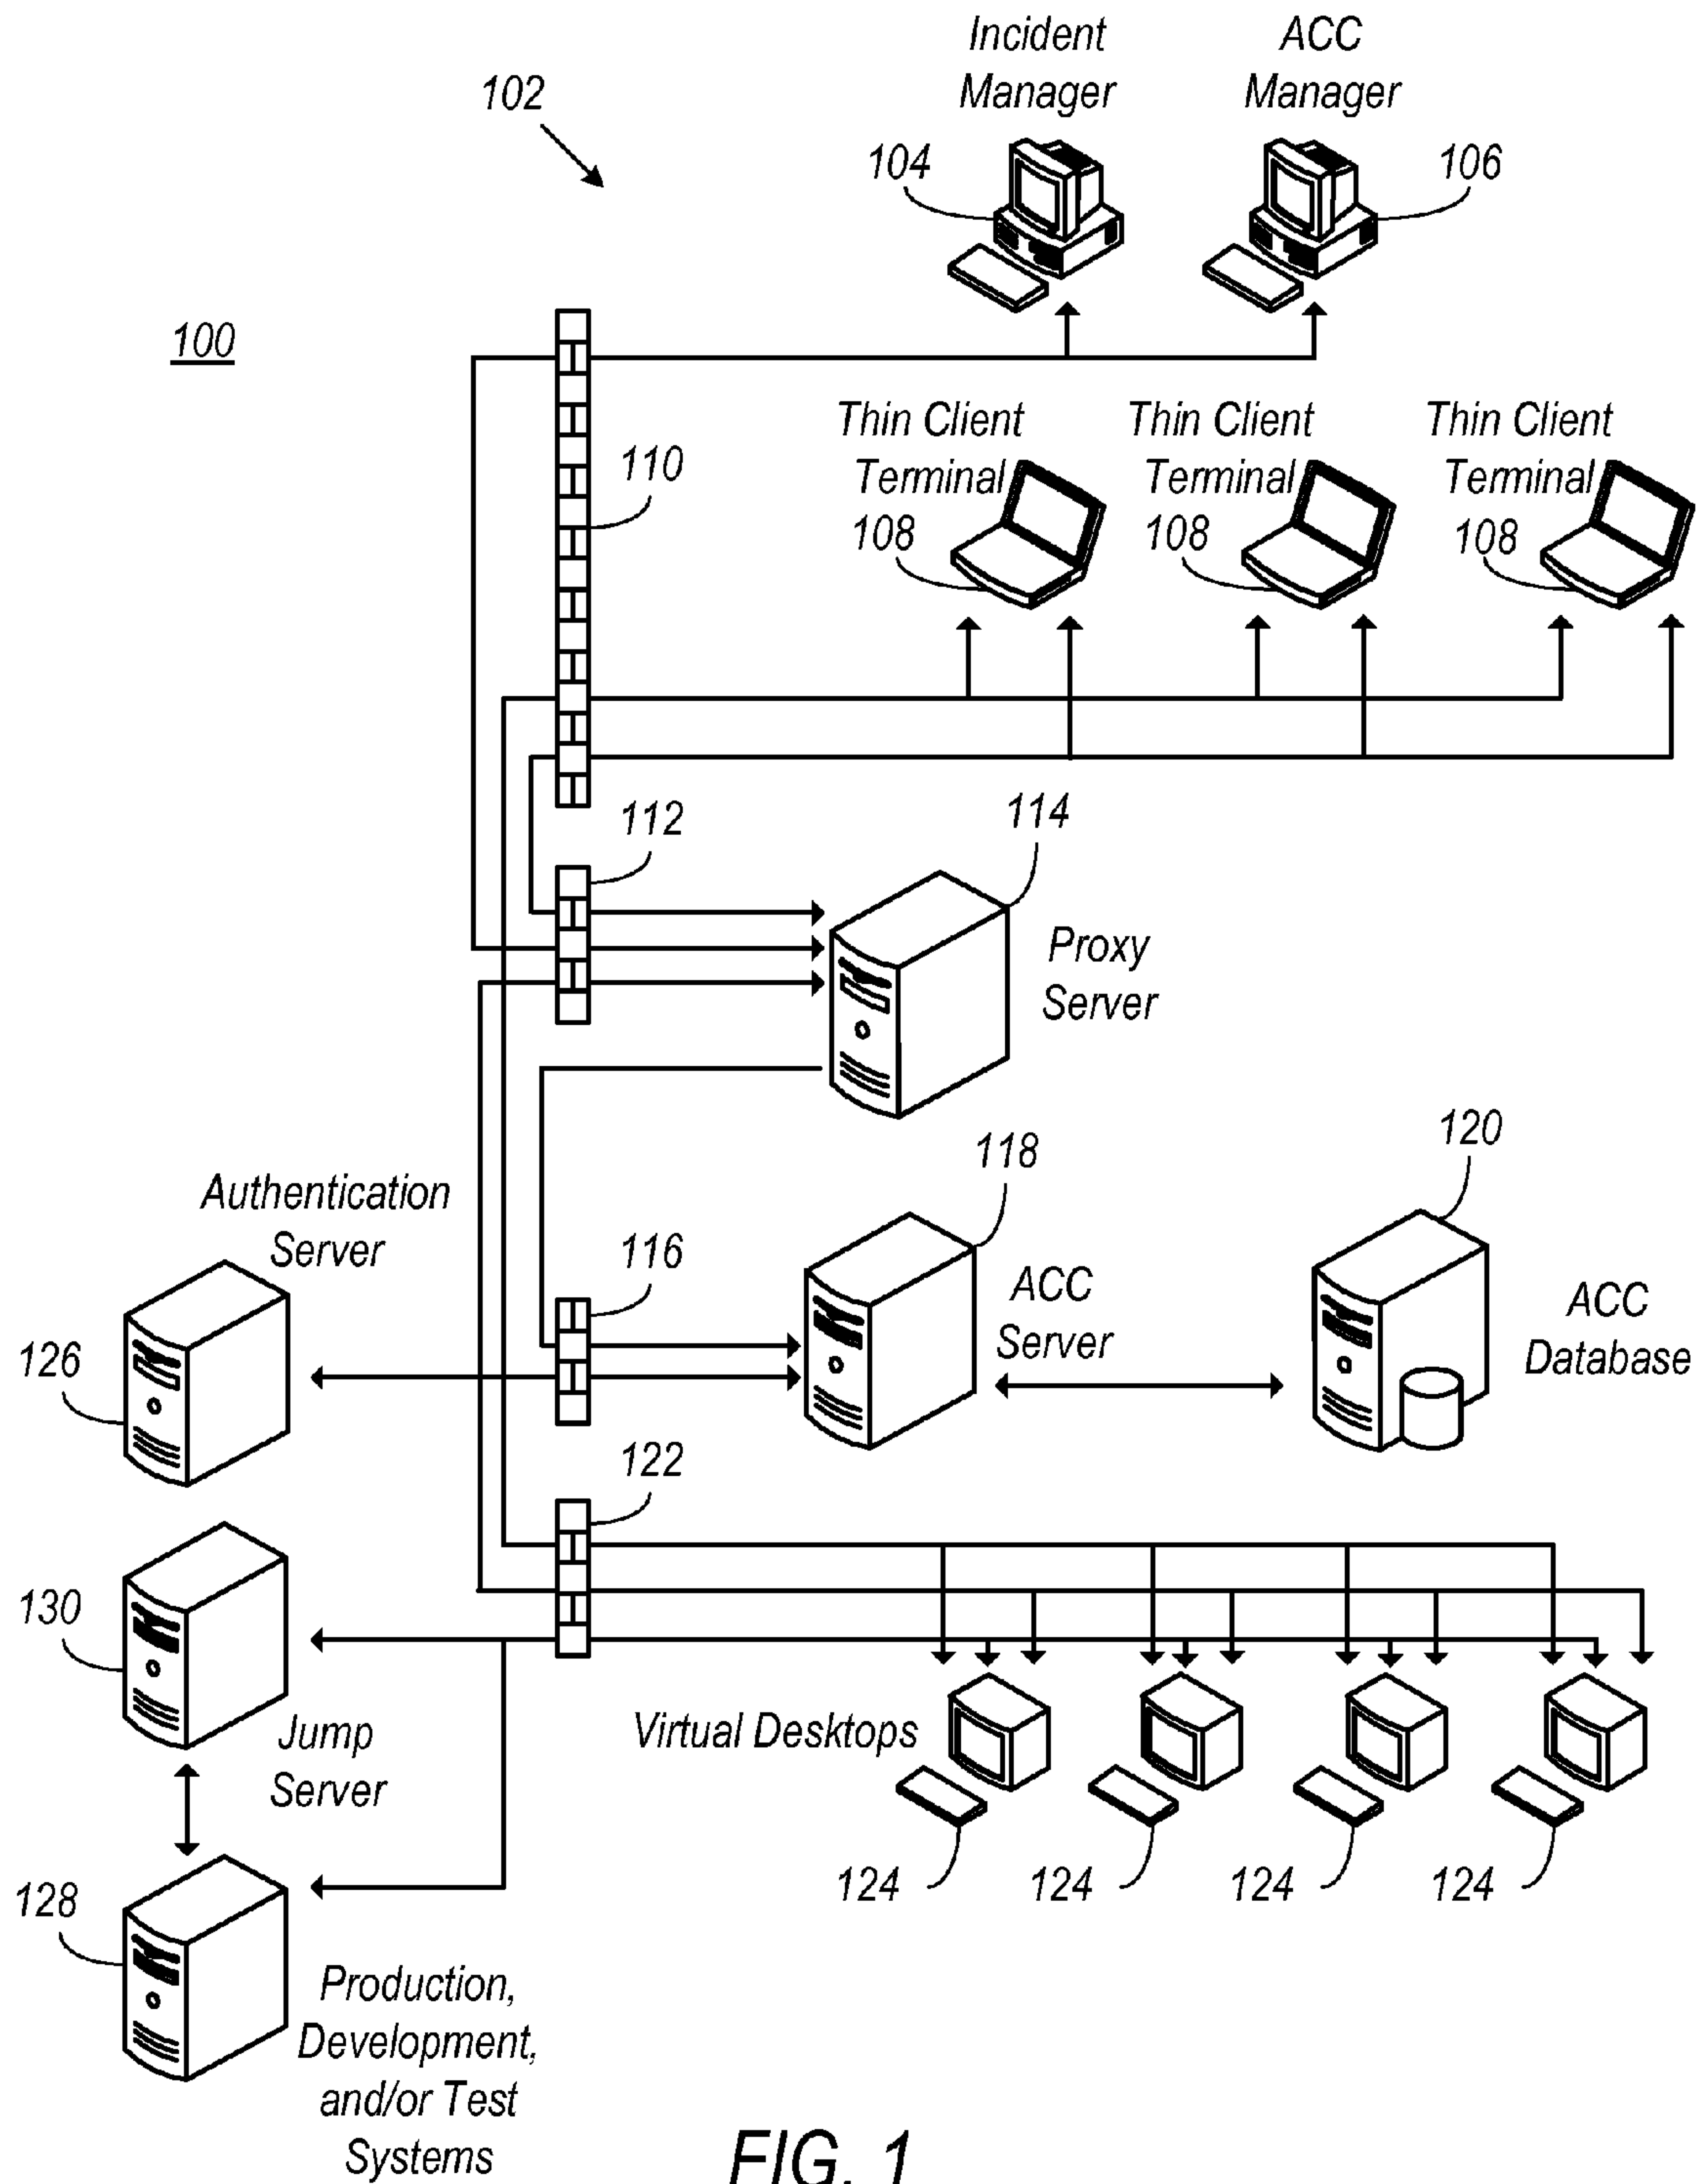 Incident
Manager
ACC
Manager
102
104
106
100
Thin Client
Terminal
108
Thin Client
Terminal
108
Thin Client
Terminal
108
110
112
114
Proxy
Server
118
120
Authentication
Server
116
ACC
Server
ACC
Database
126
122
130
Jump
Server
Virtual Desktops
124
124
124
124
128
Production,
Development,
and/or Test
Systems
FIG. 1